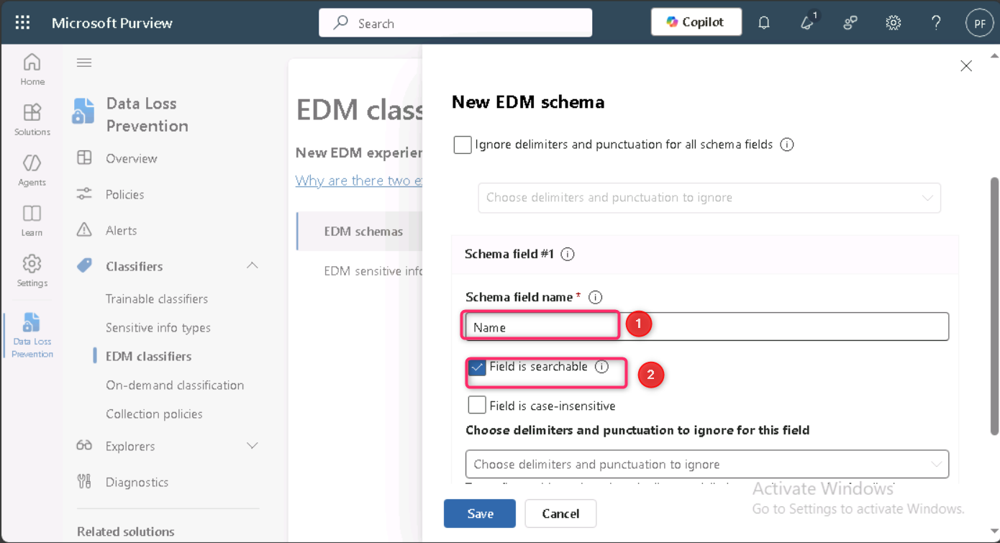 Microsoft Purview
Search
Copilot
1
PF
Home
Solutions
Agents
Learn
Settings
Data Loss
Prevention
Data Loss
Prevention
Overview
Policies
Alerts
Classifiers
Trainable classifiers
Sensitive info types
EDM classifiers
On-demand classification
Collection policies
Explorers
Diagnostics
Related solutions
EDM class
New EDM experien
Why are there two e
EDM schemas
EDM sensitive info
New EDM schema
Ignore delimiters and punctuation for all schema fields
Choose delimiters and punctuation to ignore
Schema field #1
Schema field name *
Name
1
Field is searchable
2
Field is case-insensitive
Choose delimiters and punctuation to ignore for this field
Choose delimiters and punctuation to ignore
Save
Cancel
Activate Windows
Go to Settings to activate Windows.